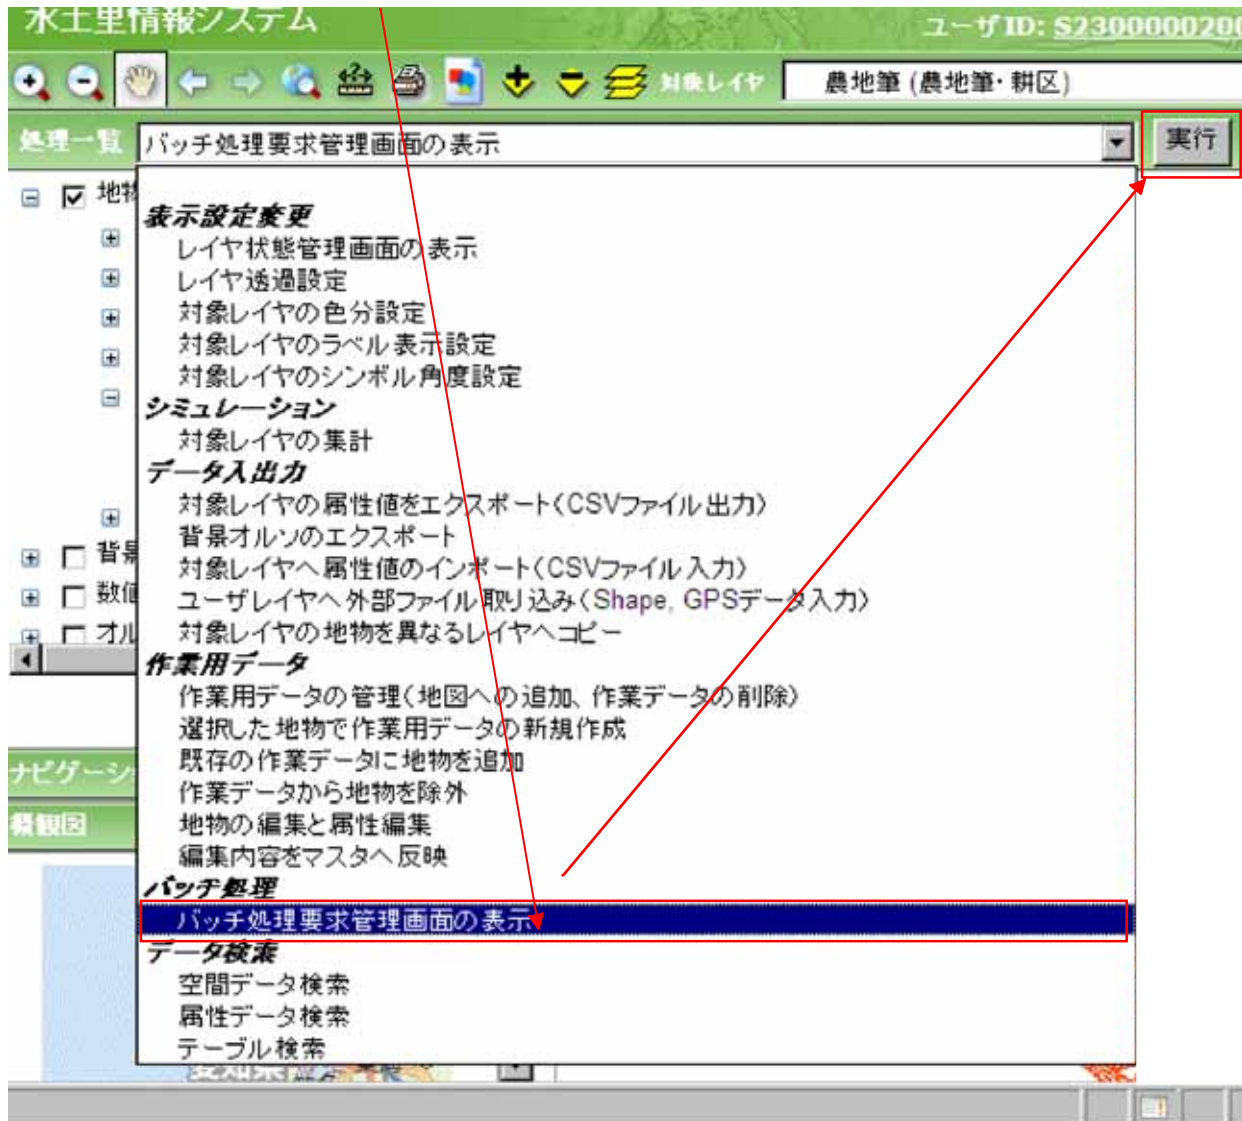 水土里情報システム
ユーザID: S2300000200
対象レイヤ 農地筆(農地筆・耕区)
処理一覧 バッチ処理要求管理画面の表示 実行
地物
表示設定変更
レイヤ状態管理画面の表示
レイヤ透過設定
対象レイヤの色分設定
対象レイヤのラベル表示設定
対象レイヤのシンボル角度設定
シミュレーション
対象レイヤの集計
データ入出力
対象レイヤの属性値をエクスポート(CSVファイル出力)
背景オルソのエクスポート
背景
対象レイヤへ属性値のインポート(CSVファイル入力)
数値
ユーザレイヤへ外部ファイル取り込み(Shape, GPSデータ入力)
オル
対象レイヤの地物を異なるレイヤへコピー
作業用データ
作業用データの管理(地図への追加、作業データの削除)
選択した地物で作業用データの新規作成
既存の作業データに地物を追加
ナビゲーシ
作業データから地物を除外
概観図
地物の編集と属性編集
編集内容をマスタへ反映
バッチ処理
バッチ処理要求管理画面の表示
データ検索
空間データ検索
属性データ検索
テーブル検索
愛知県